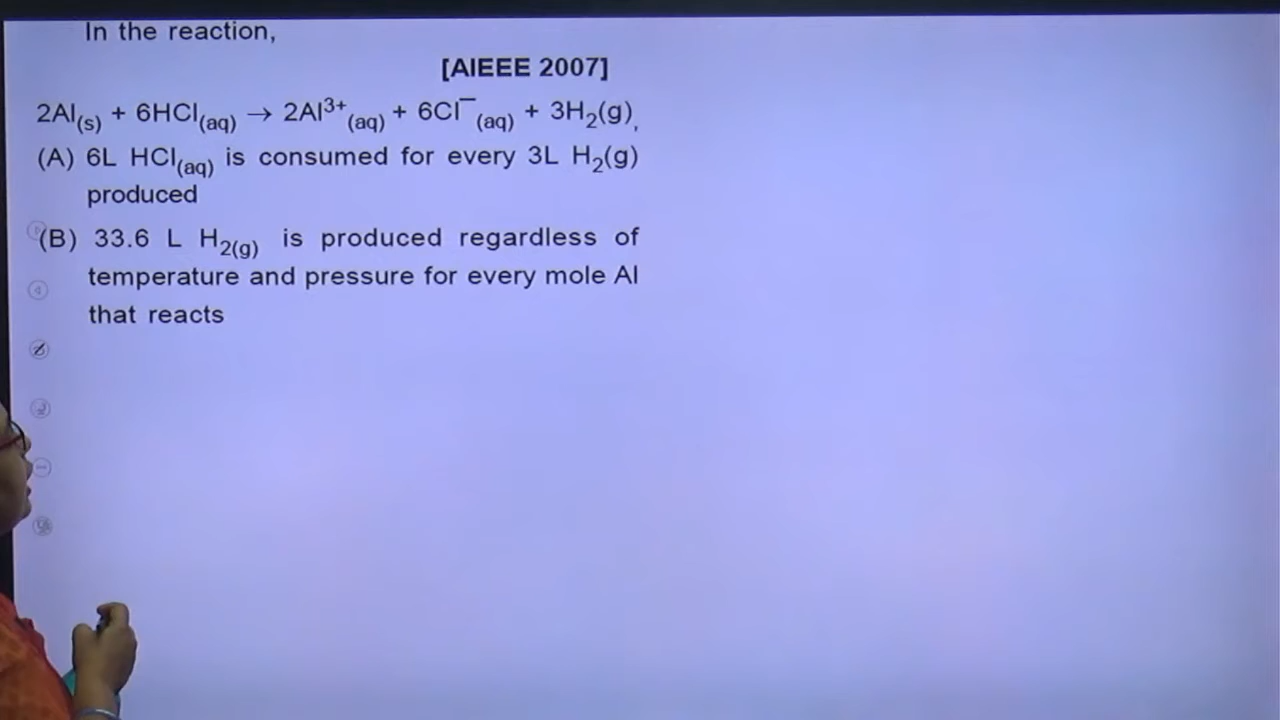 In the reaction,
[AIEEE 2007]
2Al(s) + 6HCl(aq) → 2Al³⁺(aq) + 6Cl⁻(aq) + 3H₂(g),
(A) 6L HCl(aq) is consumed for every 3L H₂(g)
produced
(B) 33.6 L H₂(g) is produced regardless of
temperature and pressure for every mole Al
that reacts